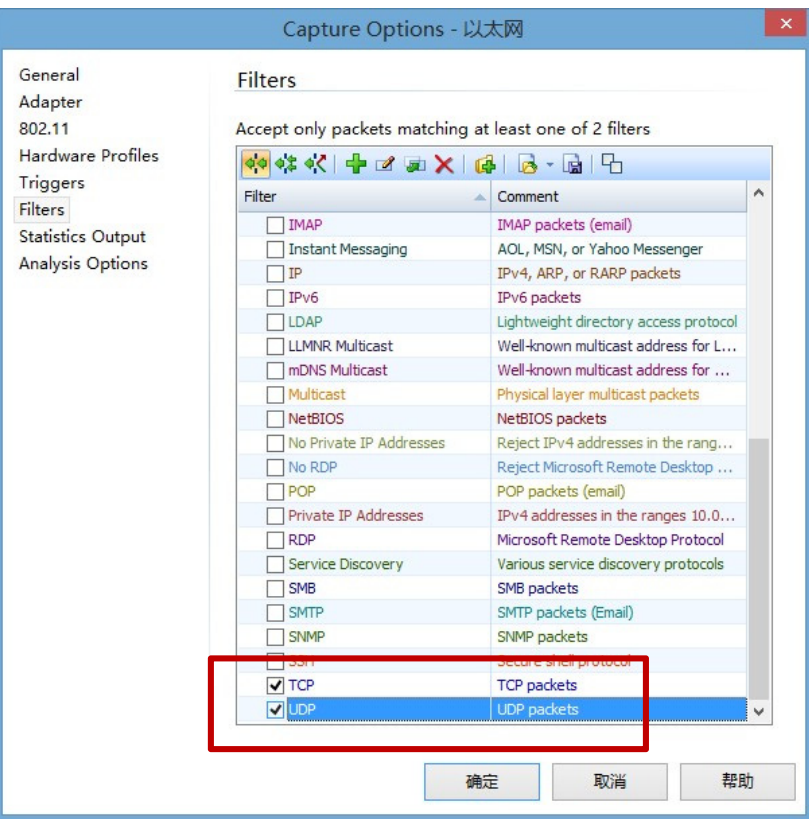 Capture Options - 以太网
General
Adapter
802.11
Hardware Profiles
Triggers
Filters
Statistics Output
Analysis Options
Filters
Accept only packets matching at least one of 2 filters
Filter Comment
IMAP IMAP packets (email)
Instant Messaging AOL, MSN, or Yahoo Messenger
IP IPv4, ARP, or RARP packets
IPv6 IPv6 packets
LDAP Lightweight directory access protocol
LLMNR Multicast Well-known multicast address for L...
mDNS Multicast Well-known multicast address for ...
Multicast Physical layer multicast packets
NetBIOS NetBIOS packets
No Private IP Addresses Reject IPv4 addresses in the rang...
No RDP Reject Microsoft Remote Desktop ...
POP POP packets (email)
Private IP Addresses IPv4 addresses in the ranges 10.0...
RDP Microsoft Remote Desktop Protocol
Service Discovery Various service discovery protocols
SMB SMB packets
SMTP SMTP packets (Email)
SNMP SNMP packets
SSH Secure shell protocol
TCP TCP packets
UDP UDP packets
确定 取消 帮助